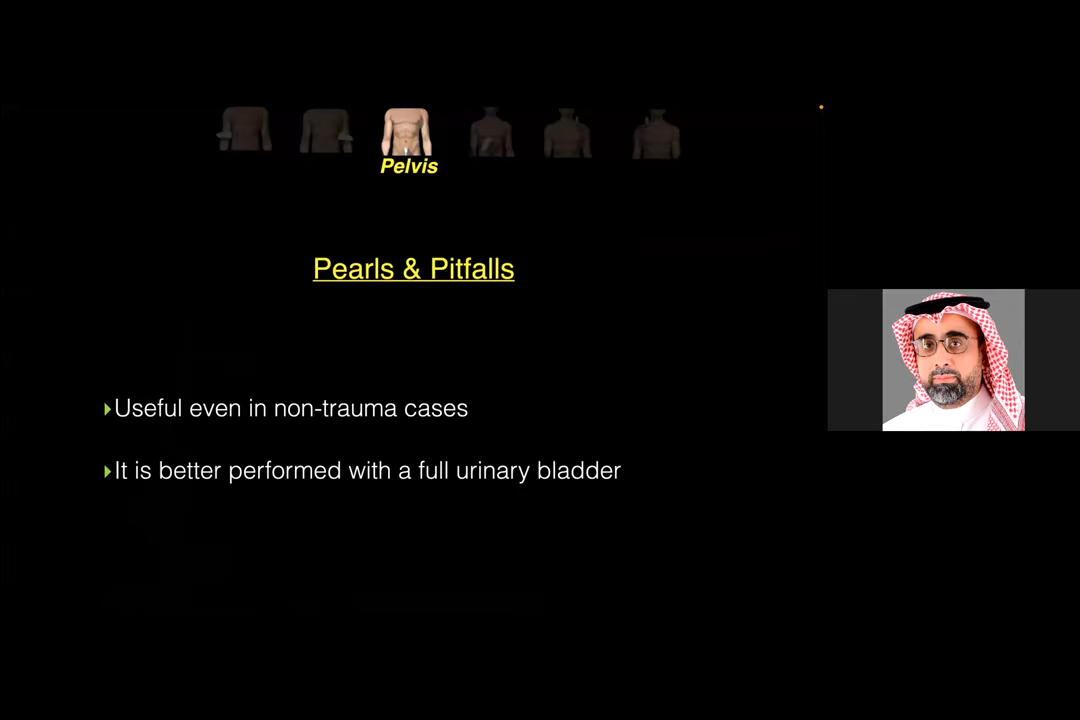 Pelvis
Pearls & Pitfalls
Useful even in non-trauma cases
It is better performed with a full urinary bladder